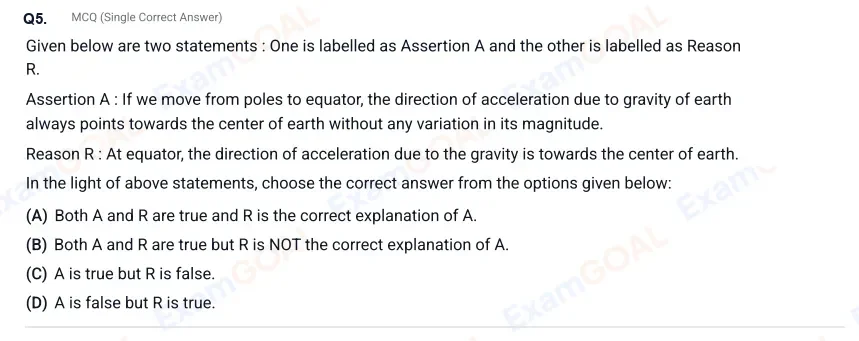 Q5. MCQ (Single Correct Answer)
Given below are two statements : One is labelled as Assertion A and the other is labelled as Reason
R.
Assertion A : If we move from poles to equator, the direction of acceleration due to gravity of earth
always points towards the center of earth without any variation in its magnitude.
Reason R : At equator, the direction of acceleration due to the gravity is towards the center of earth.
In the light of above statements, choose the correct answer from the options given below:
(A) Both A and R are true and R is the correct explanation of A.
(B) Both A and R are true but R is NOT the correct explanation of A.
(C) A is true but R is false.
(D) A is false but R is true.